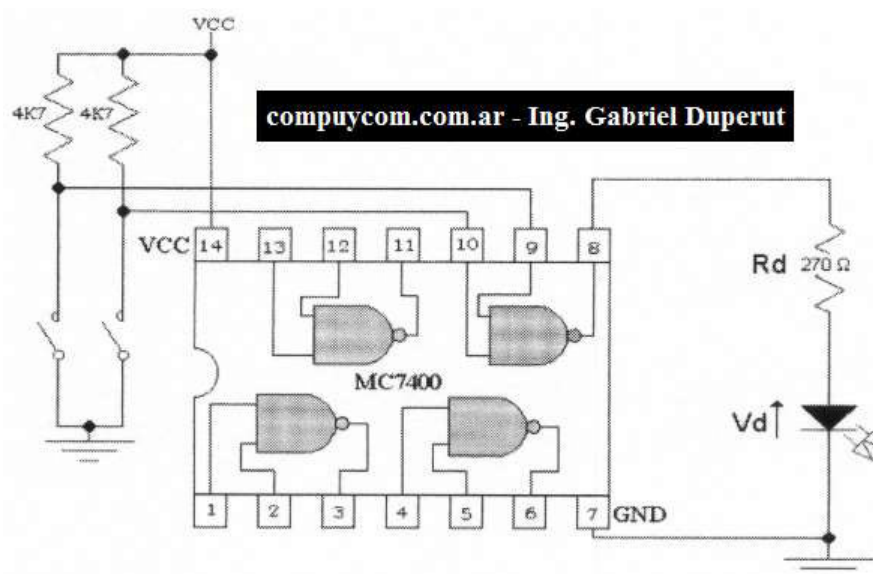 VCC
4K7 4K7
compuycom.com.ar - Ing. Gabriel Duperut
VCC 14 13 12 11 10 9 8
Rd 270 Ω
MC7400
Vd
1 2 3 4 5 6 7 GND